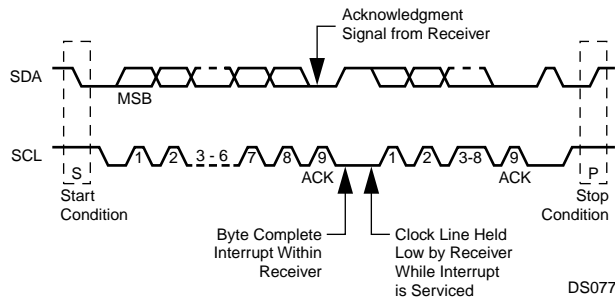 Acknowledgment
Signal from Receiver
SDA
MSB
SCL
1 2 3 - 6 7 8 9 1 2 3-8 9
ACK ACK
S P
Start
Condition
Stop
Condition
Byte Complete
Interrupt Within
Receiver
Clock Line Held
Low by Receiver
While Interrupt
is Serviced
DS077